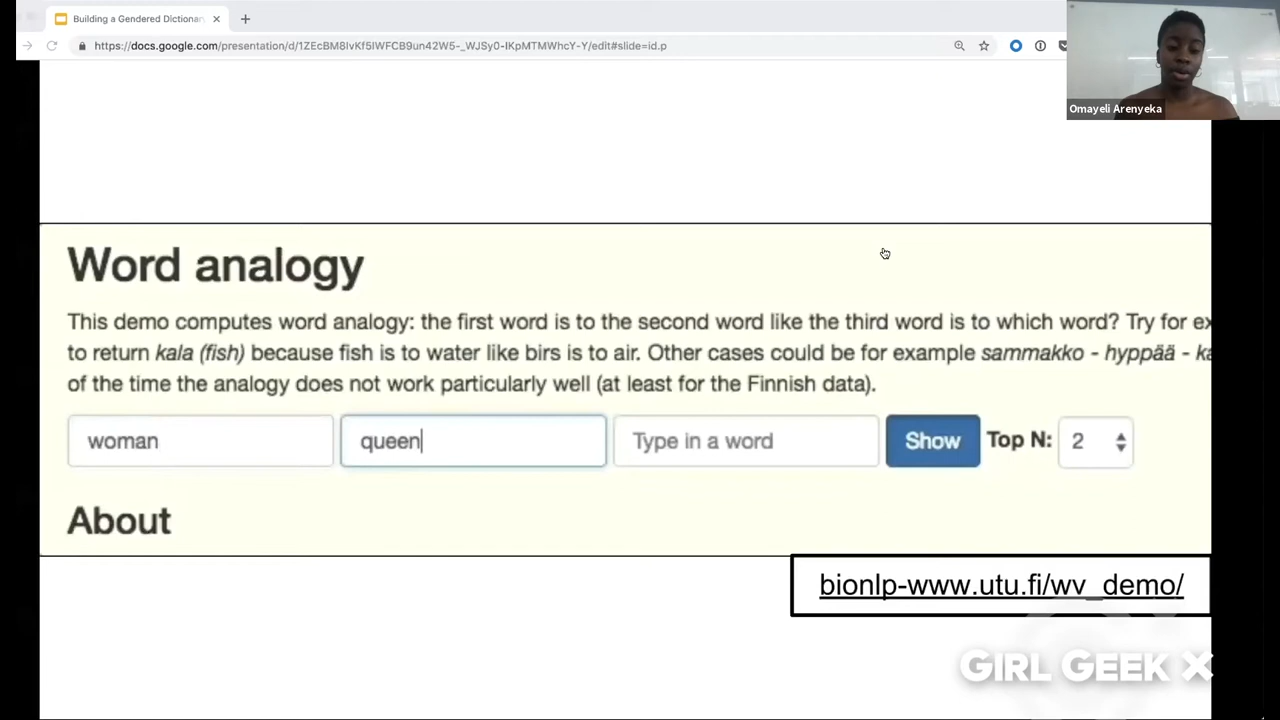 Building a Gendered Dictionar
https://docs.google.com/presentation/d/1ZEcBM8IvKf5IWFCB9un42W5-_WJSy0-IKpMTMWhcY-Y/edit#slide=id.p
Omayeli Arenyeka
Word analogy
This demo computes word analogy: the first word is to the second word like the third word is to which word? Try for ex
to return kala (fish) because fish is to water like birs is to air. Other cases could be for example sammakko - hyppää - ka
of the time the analogy does not work particularly well (at least for the Finnish data).
woman queen Type in a word Show Top N: 2
About
bionlp-www.utu.fi/wv_demo/
GIRL GEEK X